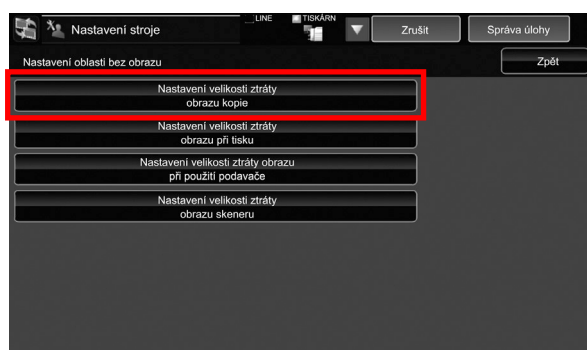 Nastavení stroje
LINE
TISKÁRN
Zrušit
Správa úlohy
Nastavení oblasti bez obrazu
Zpět
Nastavení velikosti ztráty
obrazu kopie
Nastavení velikosti ztráty
obrazu při tisku
Nastavení velikosti ztráty obrazu
při použití podavače
Nastavení velikosti ztráty
obrazu skeneru